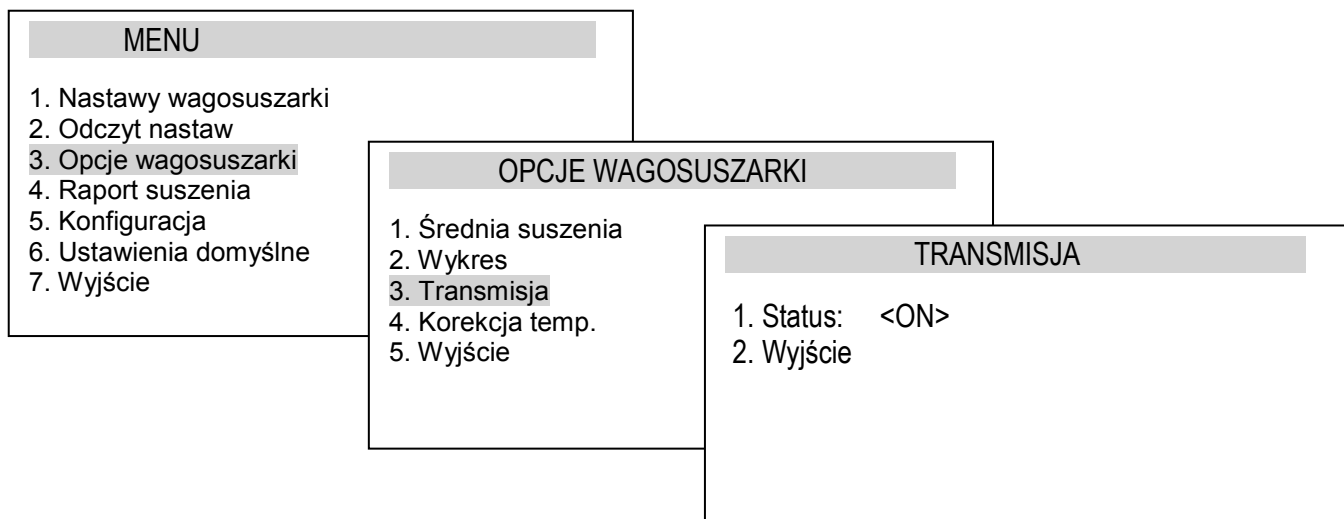 MENU
1. Nastawy wagosuszarki
2. Odczyt nastaw
3. Opcje wagosuszarki
4. Raport suszenia
5. Konfiguracja
6. Ustawienia domyślne
7. Wyjście
OPCJE WAGOSUSZARKI
1. Średnia suszenia
2. Wykres
3. Transmisja
4. Korekcja temp.
5. Wyjście
TRANSMISJA
1. Status: <ON>
2. Wyjście